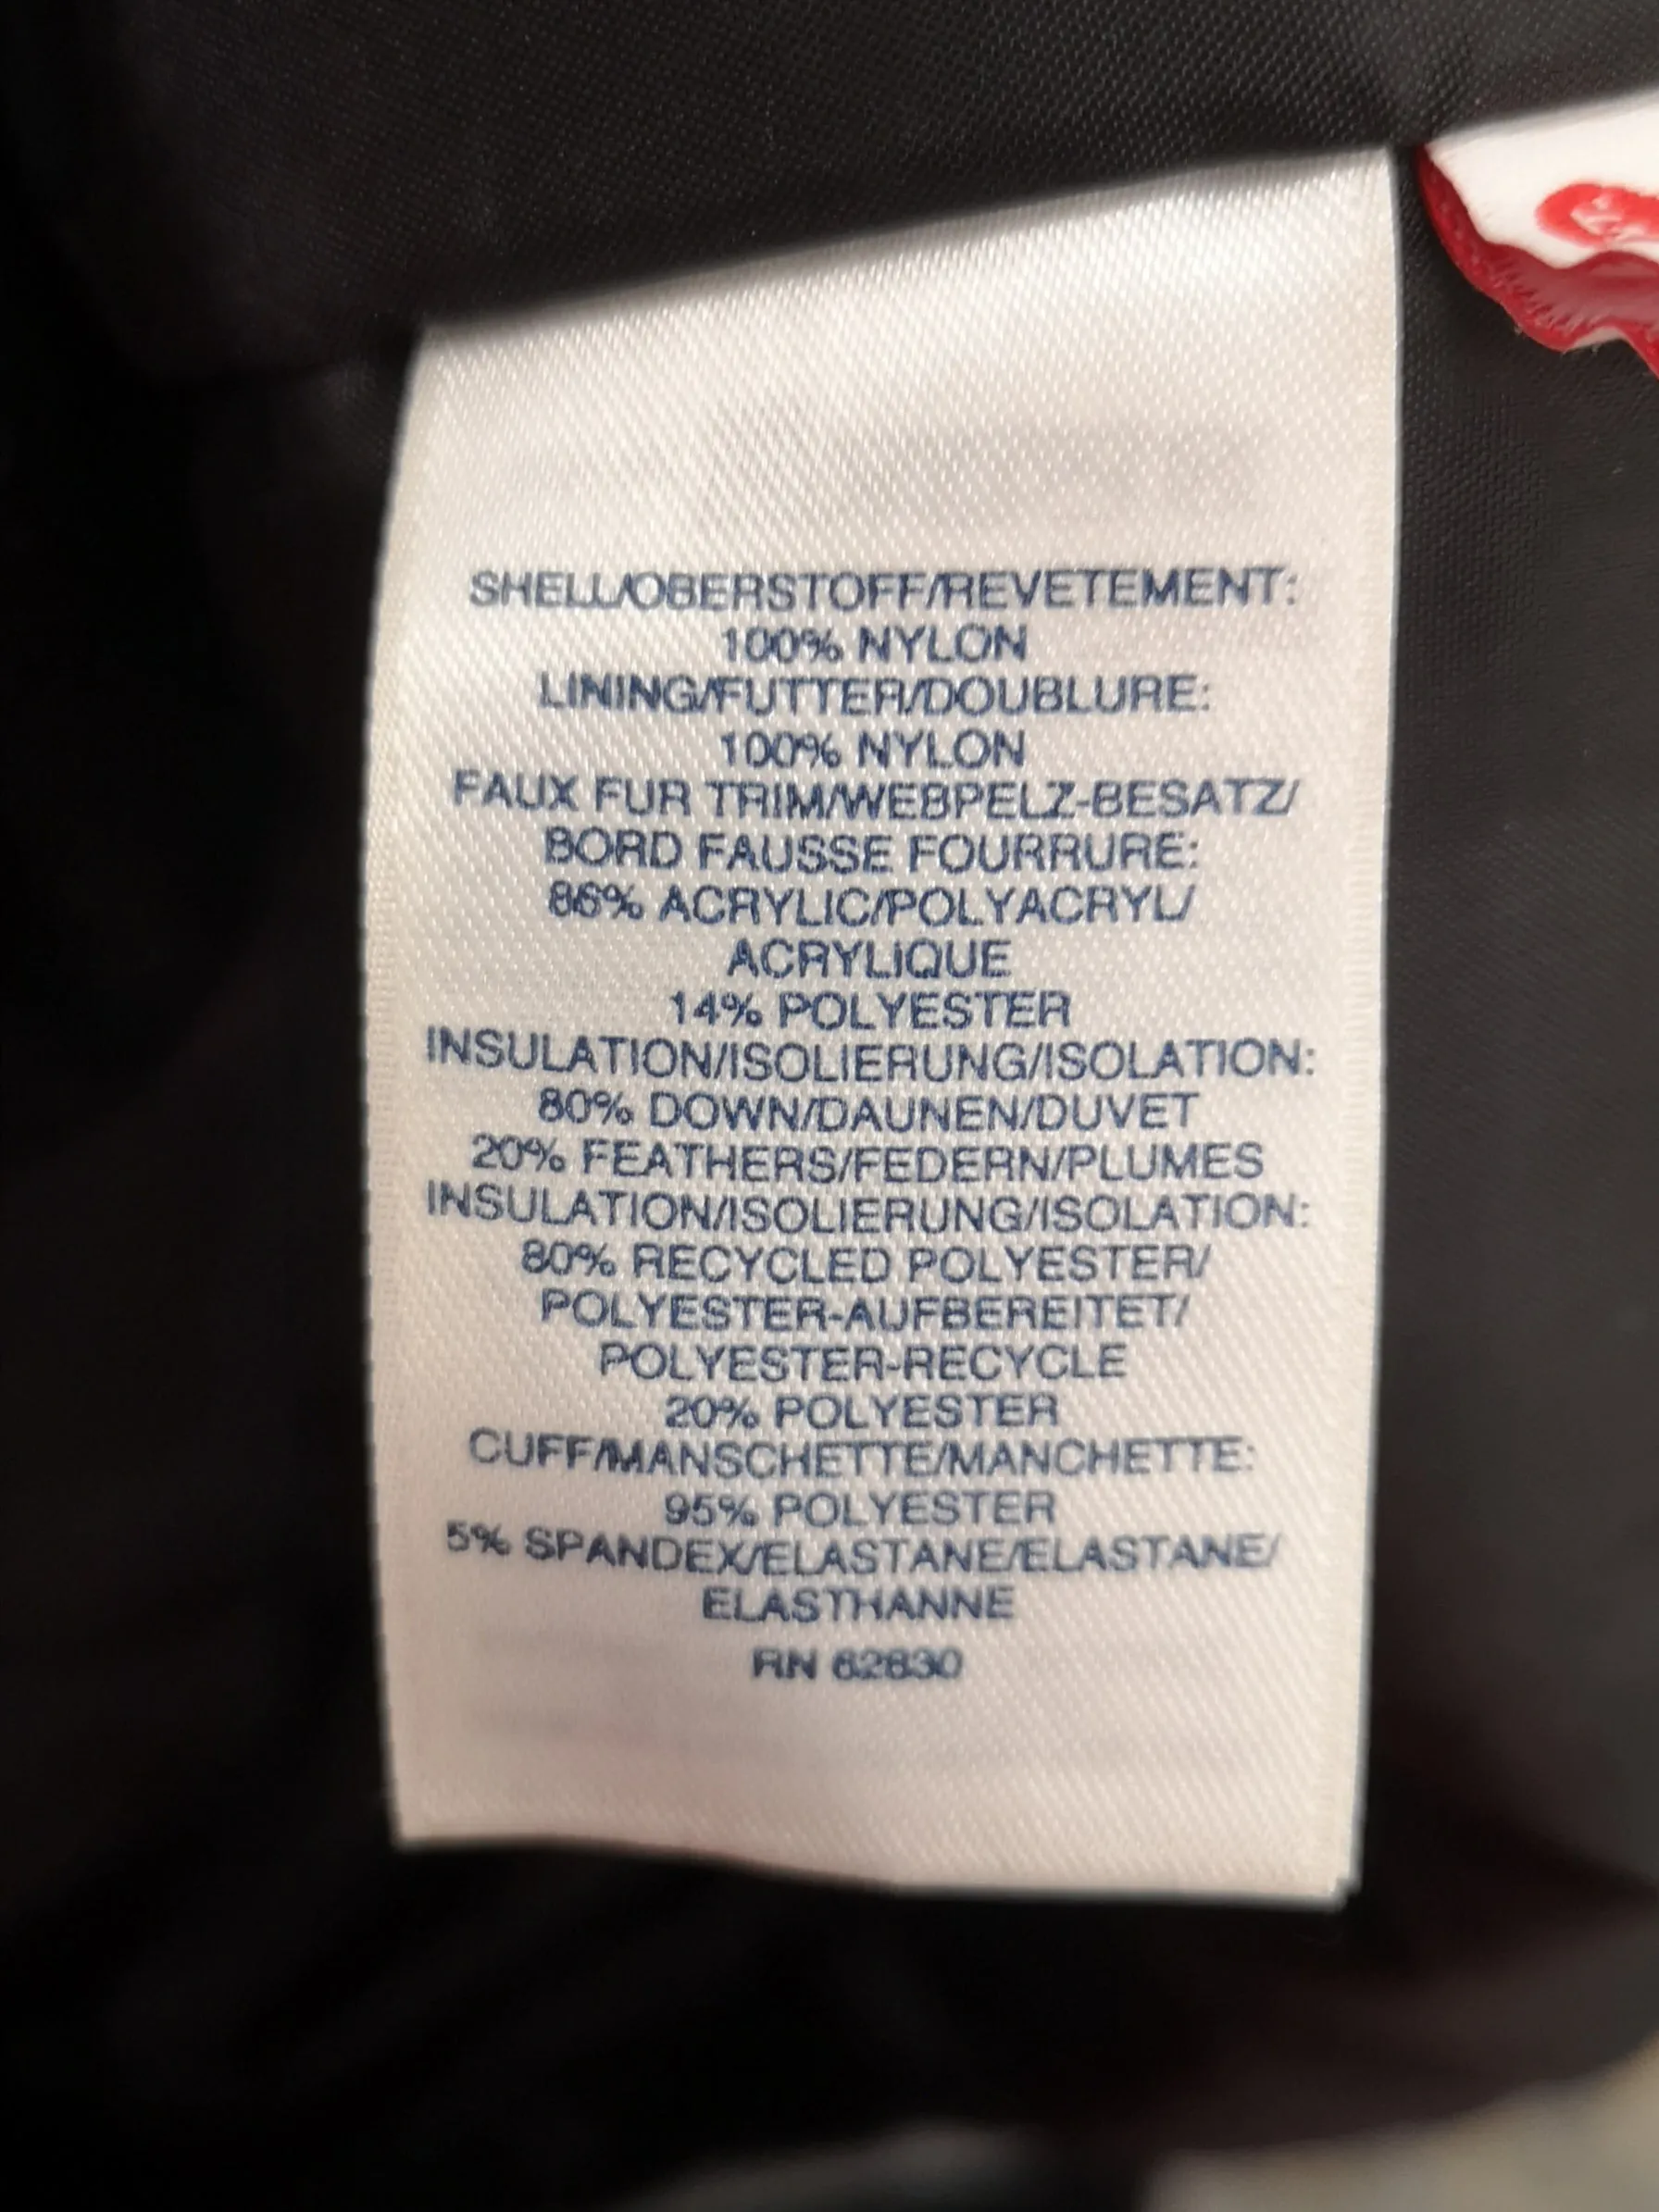 SHELL/OBERSTOFF/REVETEMENT:
100% NYLON
LINING/FUTTER/DOUBLURE:
100% NYLON
FAUX FUR TRIM/WEBPELZ-BESATZ/
BORD FAUSSE FOURRURE:
86% ACRYLIC/POLYACRYL/
ACRYLIQUE
14% POLYESTER
INSULATION/ISOLIERUNG/ISOLATION:
80% DOWN/DAUNEN/DUVET
20% FEATHERS/FEDERN/PLUMES
INSULATION/ISOLIERUNG/ISOLATION:
80% RECYCLED POLYESTER/
POLYESTER-AUFBEREITET/
POLYESTER-RECYCLE
20% POLYESTER
CUFF/MANSCHETTE/MANCHETTE:
95% POLYESTER
5% SPANDEX/ELASTANE/ELASTANE/
ELASTHANNE
RN 62830